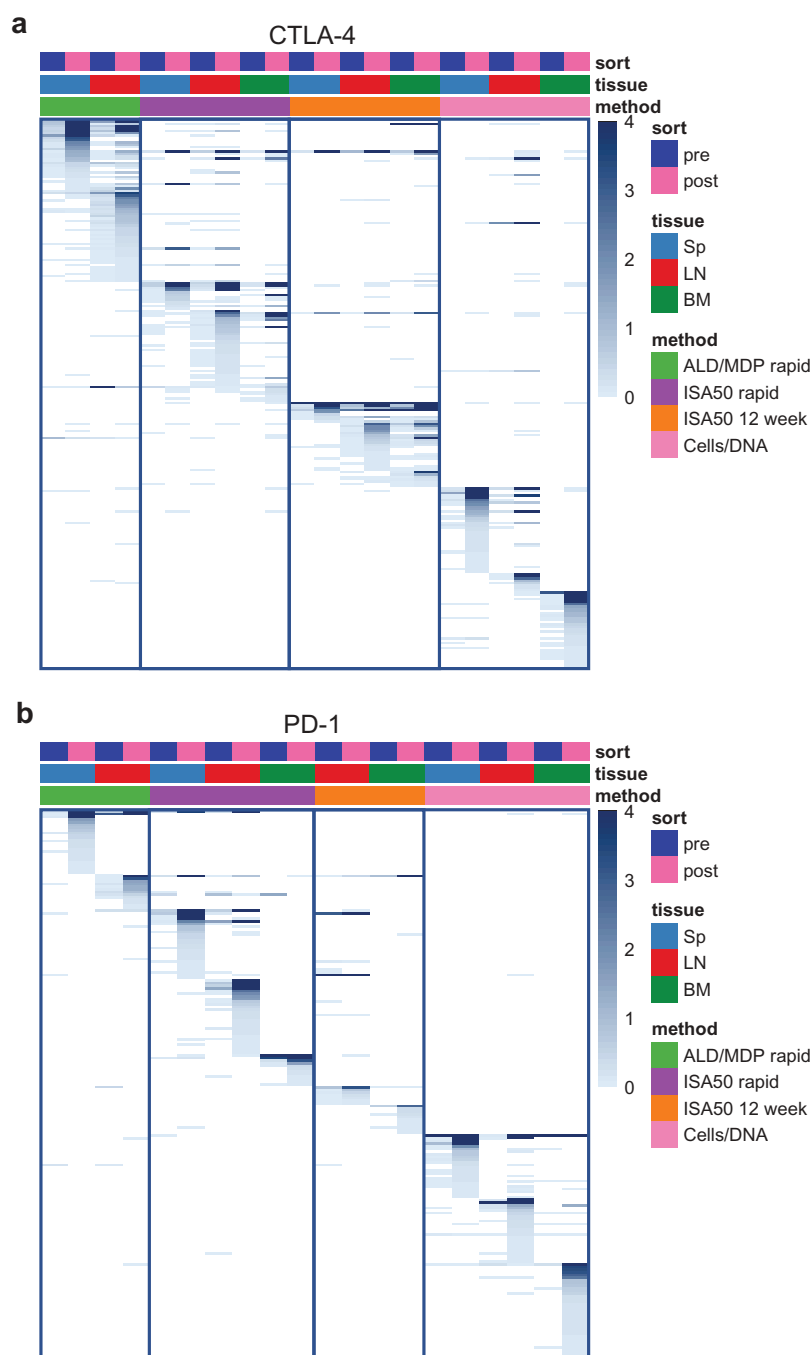 a
CTLA-4
sort
tissue
method
4
3
2
1
0
sort
pre
post
tissue
Sp
LN
BM
method
ALD/MDP rapid
ISA50 rapid
ISA50 12 week
Cells/DNA
b
PD-1
sort
tissue
method
4
3
2
1
0
sort
pre
post
tissue
Sp
LN
BM
method
ALD/MDP rapid
ISA50 rapid
ISA50 12 week
Cells/DNA